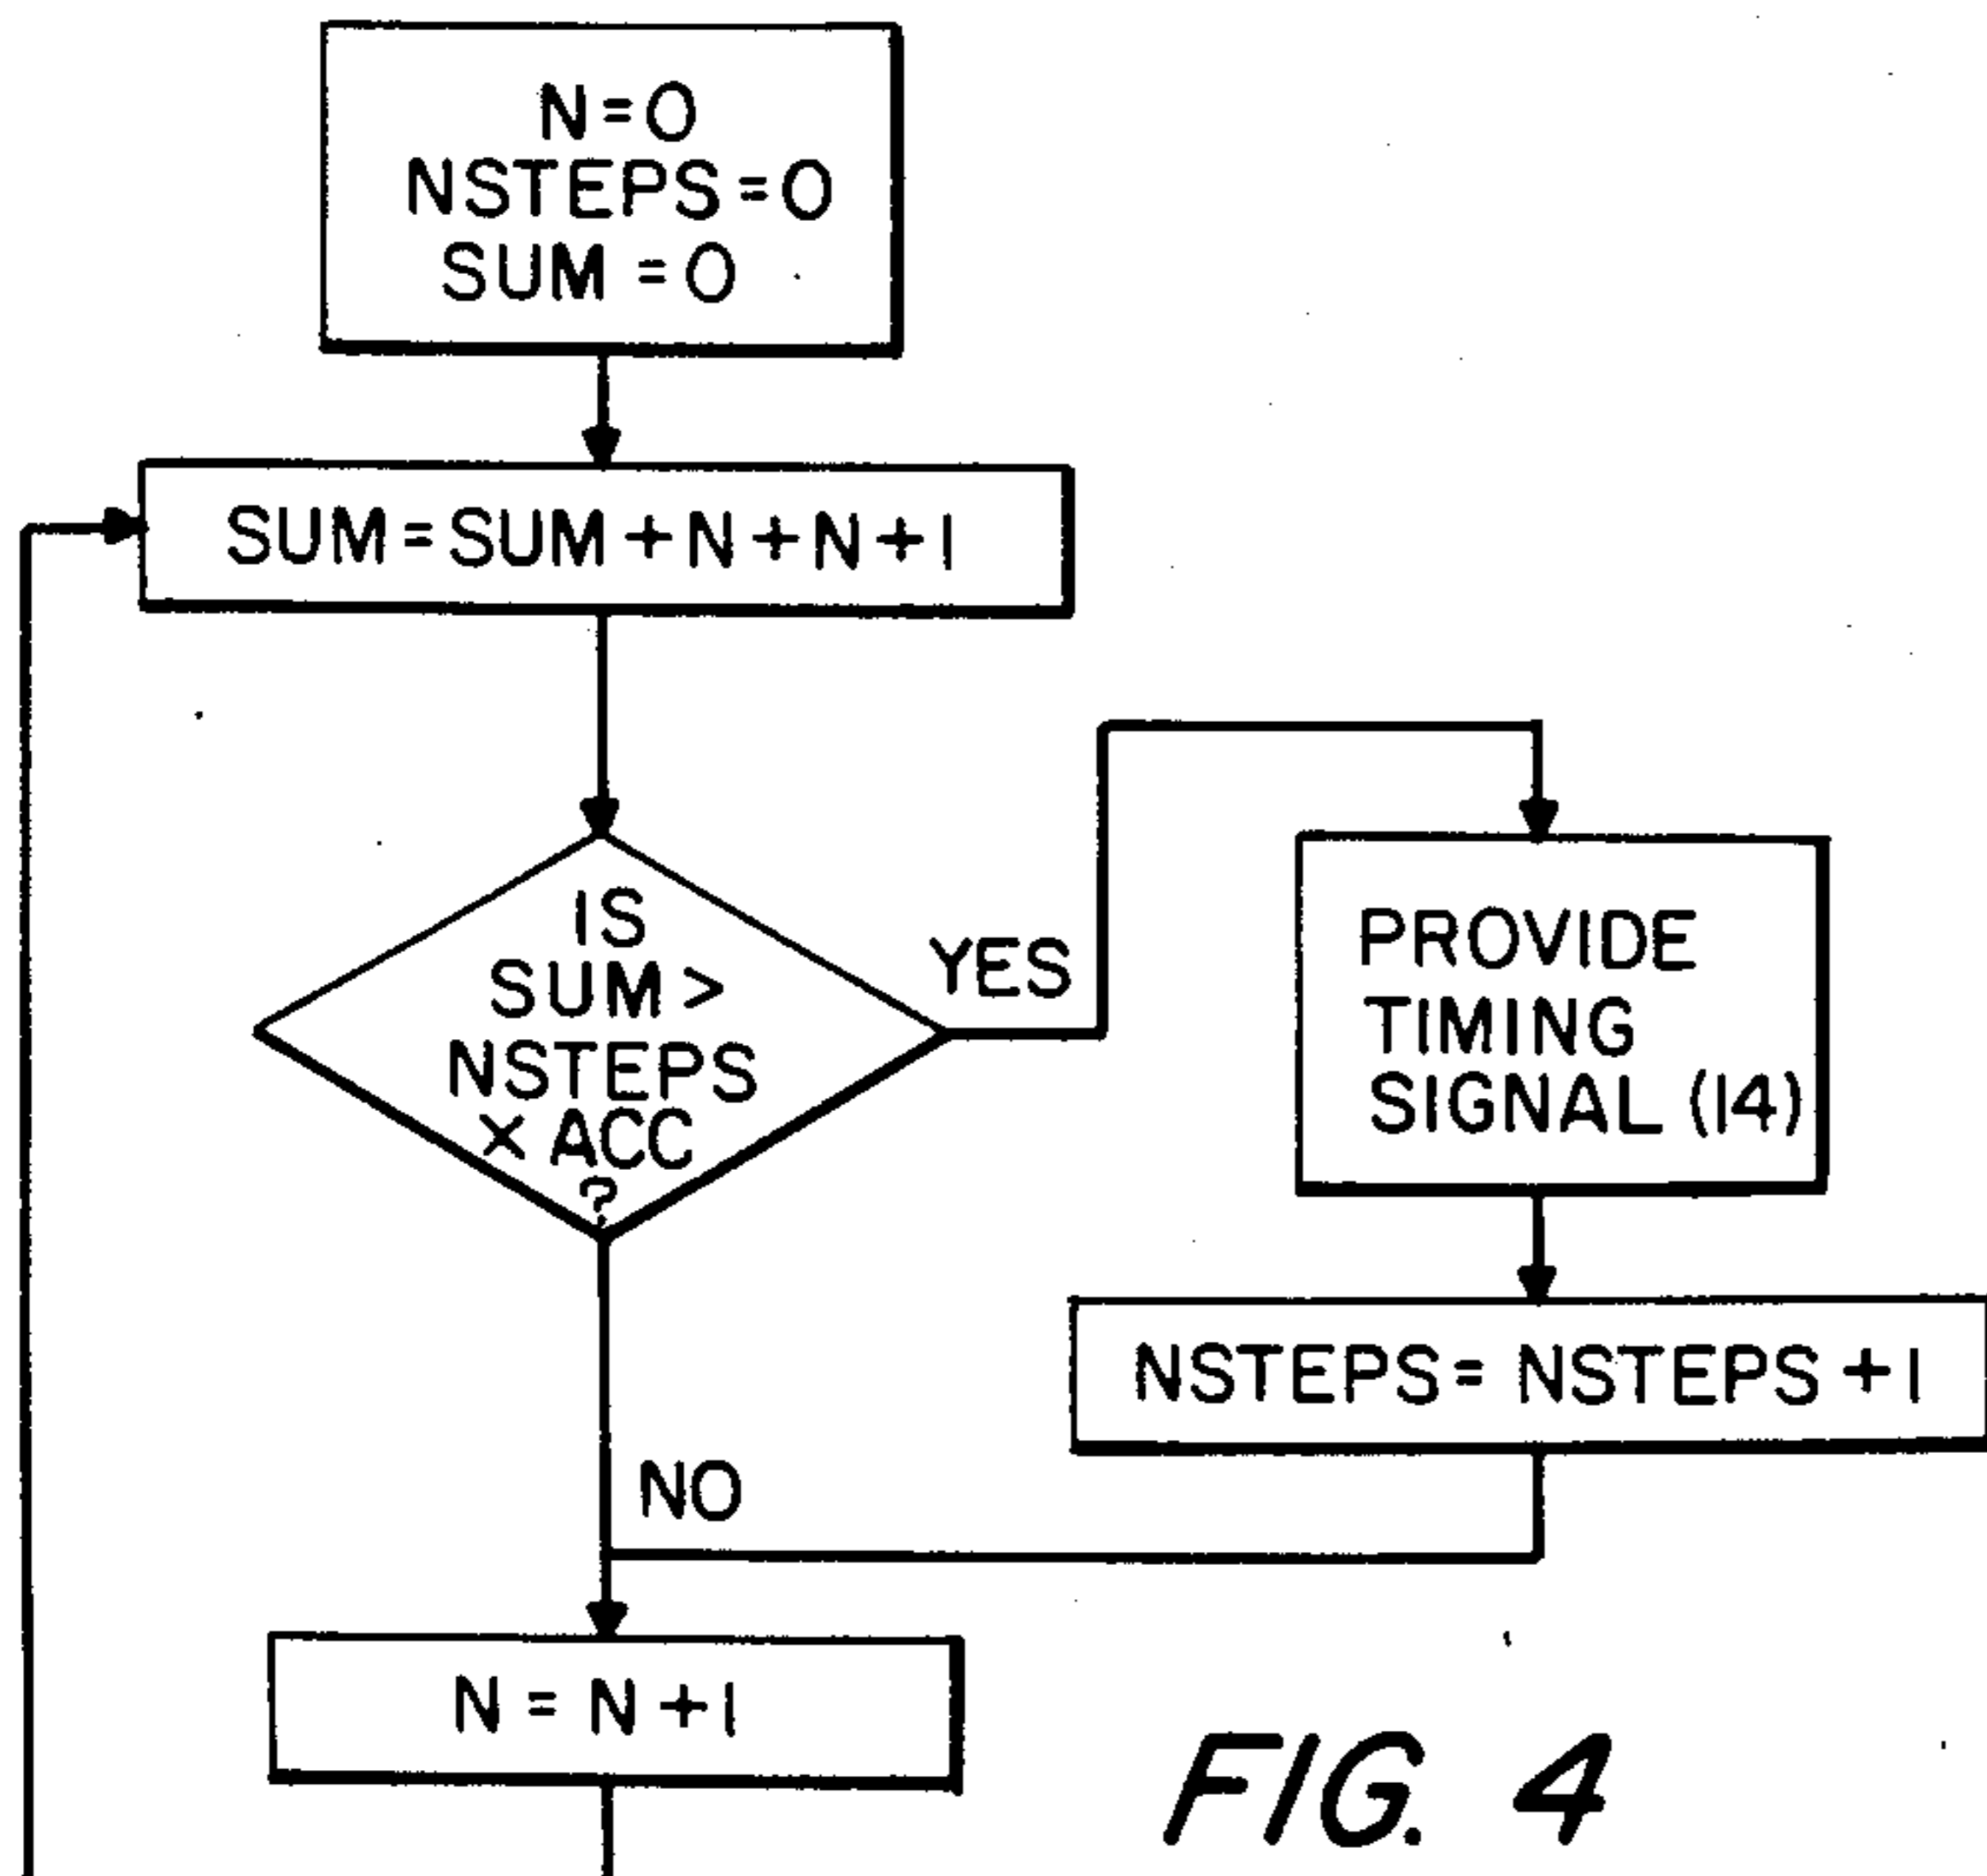 N=0
NSTEPS=0
SUM=0
SUM=SUM+N+N+1
IS
SUM>
NSTEPS
× ACC
?
YES
PROVIDE
TIMING
SIGNAL (14)
NSTEPS= NSTEPS +1
NO
N = N +1
FIG. 4